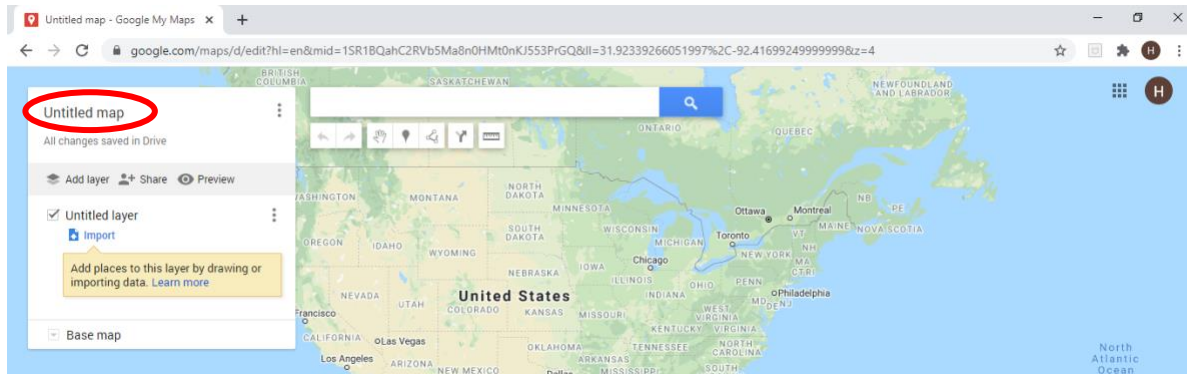 Untitled map - Google My Maps
google.com/maps/d/edit?hl=en&mid=1SR1BQahC2RVb5Ma8n0HMt0nKJ553PrGQ&ll=31.92339266051997%2C-92.41699249999999&z=4
H
H
Untitled map
All changes saved in Drive
Add layer Share Preview
Untitled layer
Import
Add places to this layer by drawing or
importing data. Learn more
Base map
BRITISH
COLUMBIA
SASKATCHEWAN
NEWFOUNDLAND
AND LABRADOR
ONTARIO
QUEBEC
WASHINGTON
MONTANA
NORTH
DAKOTA
MINNESOTA
Ottawa
Montreal
NB
PE
MAINE
NOVA SCOTIA
OREGON
IDAHO
SOUTH
DAKOTA
WISCONSIN
MICHIGAN
Toronto
VT
NH
NEW YORK
MA
CT RI
WYOMING
Chicago
IOWA
NEBRASKA
ILLINOIS
INDIANA
OHIO
PENN
Philadelphia
MD
DE NJ
NEVADA
UTAH
United States
COLORADO
KANSAS
MISSOURI
WEST
VIRGINIA
KENTUCKY
VIRGINIA
Francisco
CALIFORNIA
Las Vegas
Los Angeles
ARIZONA
NEW MEXICO
OKLAHOMA
ARKANSAS
TENNESSEE
NORTH
CAROLINA
Dallas
MISSISSIPPI
SOUTH
North
Atlantic
Ocean